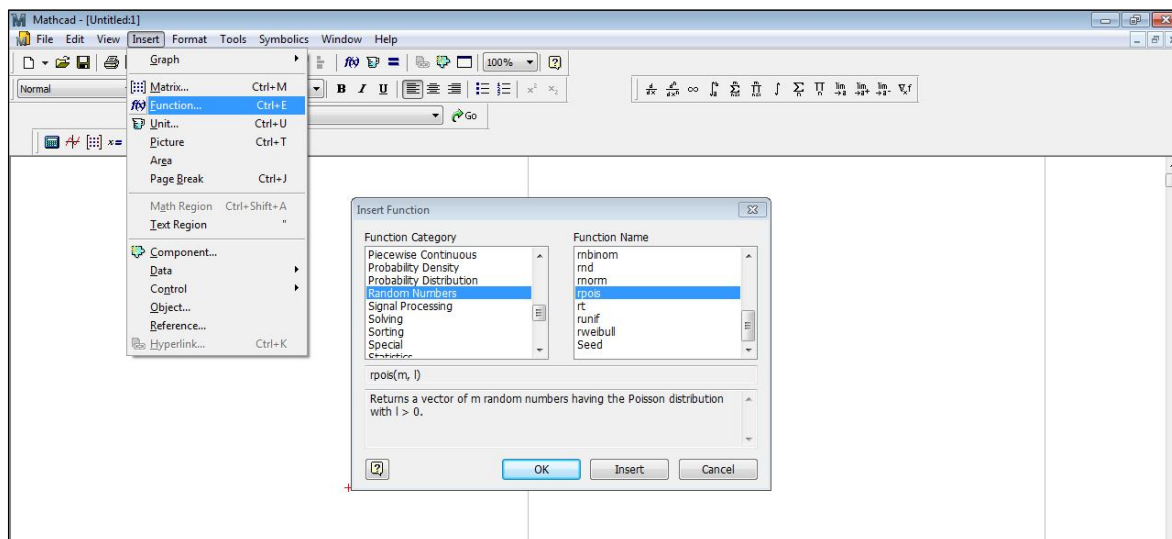 Mathcad - [Untitled:1]
File Edit View Insert Format Tools Symbolics Window Help
100%
Normal
B I U
Go
Graph
Matrix... Ctrl+M
Function... Ctrl+E
Unit... Ctrl+U
Picture Ctrl+T
Area
Page Break Ctrl+J
Math Region Ctrl+Shift+A
Text Region "
Component...
Data
Control
Object...
Reference...
Hyperlink... Ctrl+K
Insert Function
Function Category
Piecewise Continuous
Probability Density
Probability Distribution
Random Numbers
Signal Processing
Solving
Sorting
Special
Statistics
Function Name
rnbinom
rnd
rnorm
rpois
rt
runif
rweibull
Seed
rpois(m, l)
Returns a vector of m random numbers having the Poisson distribution
with l > 0.
OK Insert Cancel